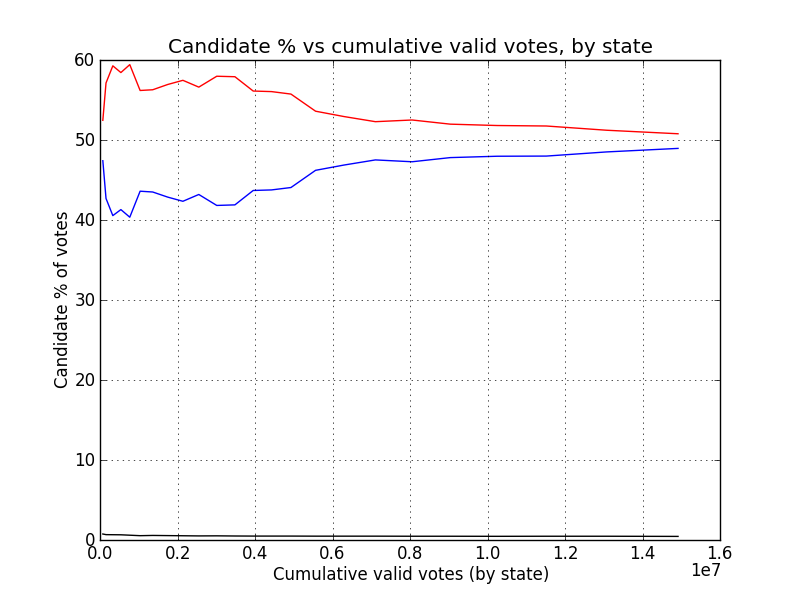 Candidate % vs cumulative valid votes, by state
60
50
40
30
20
10
0
Candidate % of votes
0.0 0.2 0.4 0.6 0.8 1.0 1.2 1.4 1.6
1e7
Cumulative valid votes (by state)